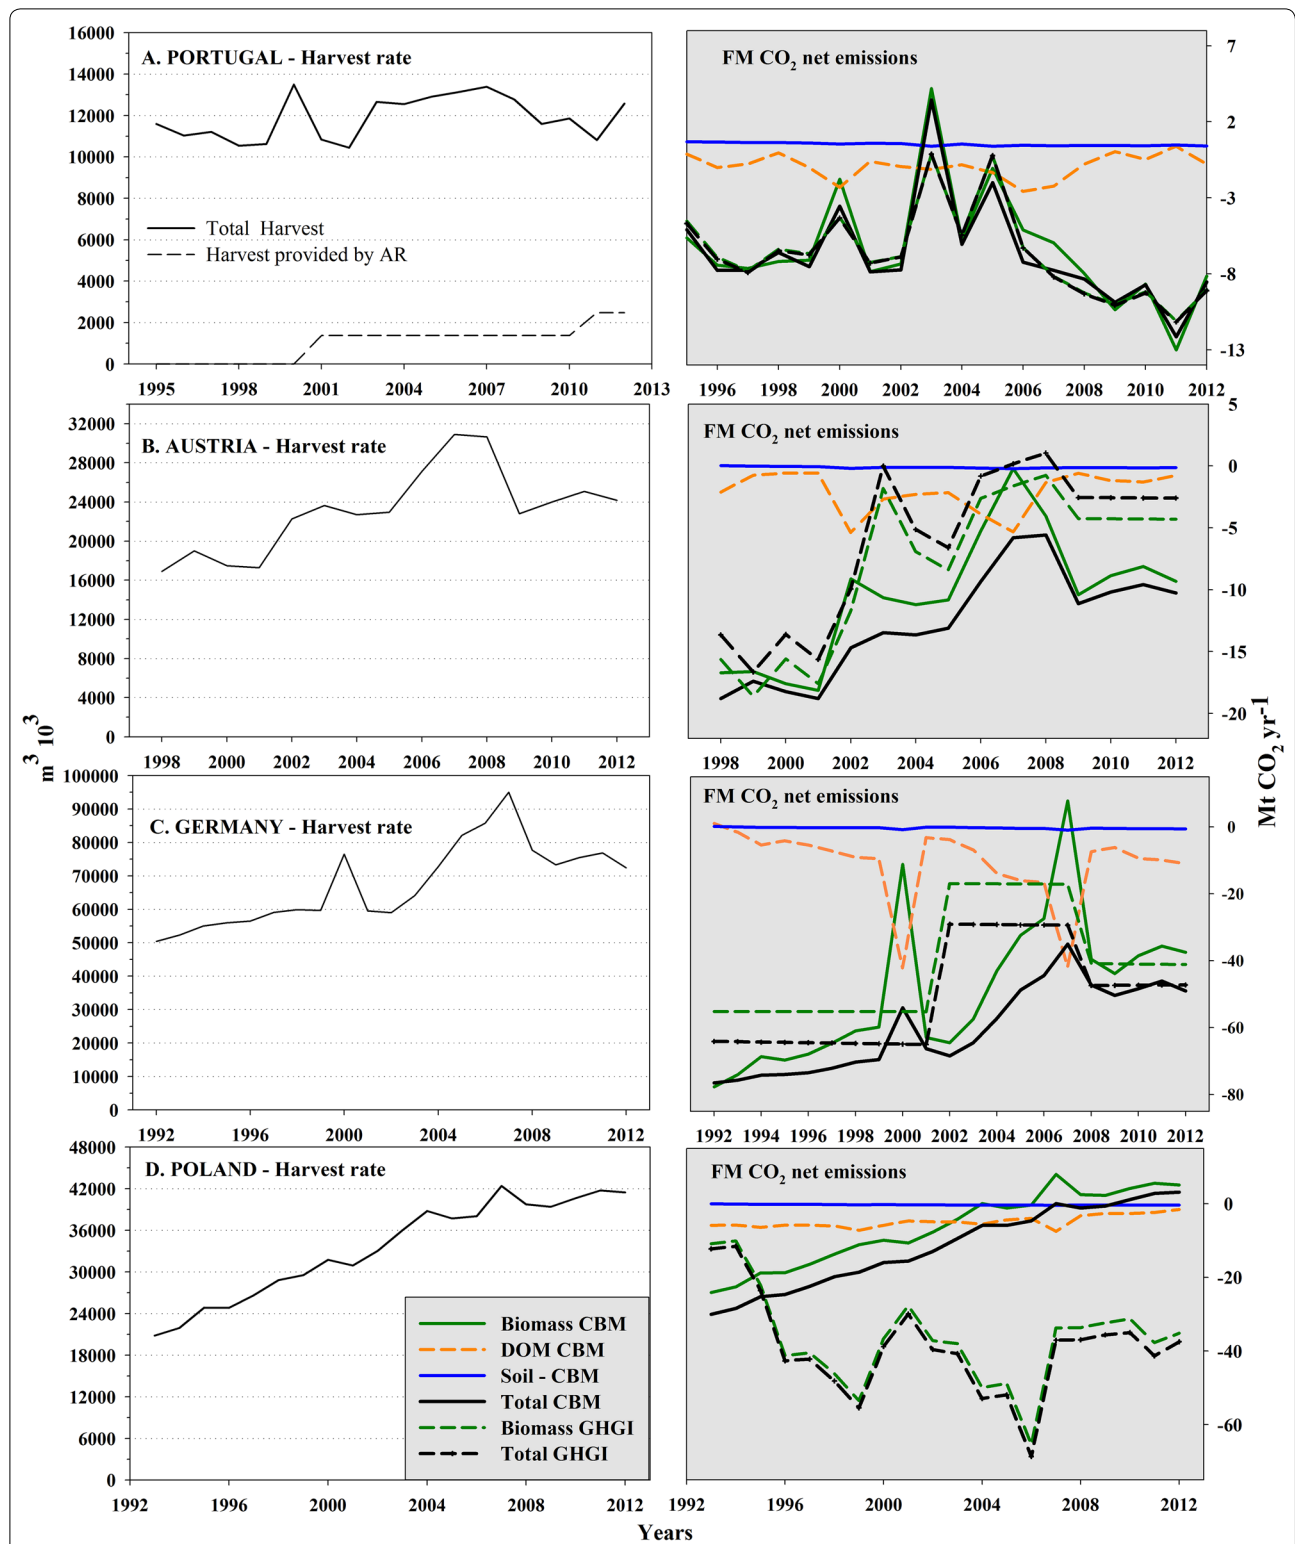 A. PORTUGAL - Harvest rate
16000
14000
12000
10000
8000
6000
4000
2000
0
Total Harvest
Harvest provided by AR
1995 1998 2001 2004 2007 2010 2013
FM CO2 net emissions
7
2
-3
-8
-13
1996 1998 2000 2002 2004 2006 2008 2010 2012
B. AUSTRIA - Harvest rate
32000
28000
24000
20000
16000
12000
8000
4000
0
1998 2000 2002 2004 2006 2008 2010 2012
FM CO2 net emissions
5
0
-5
-10
-15
-20
1998 2000 2002 2004 2006 2008 2010 2012
m3 103
Mt CO2 yr-1
C. GERMANY - Harvest rate
100000
90000
80000
70000
60000
50000
40000
30000
20000
10000
0
1992 1996 2000 2004 2008 2012
FM CO2 net emissions
0
-20
-40
-60
-80
1992 1994 1996 1998 2000 2002 2004 2006 2008 2010 2012
D. POLAND - Harvest rate
48000
42000
36000
30000
24000
18000
12000
6000
0
Biomass CBM
DOM CBM
Soil - CBM
Total CBM
Biomass GHGI
Total GHGI
1992 1996 2000 2004 2008 2012
FM CO2 net emissions
0
-20
-40
-60
1992 1996 2000 2004 2008 2012
Years